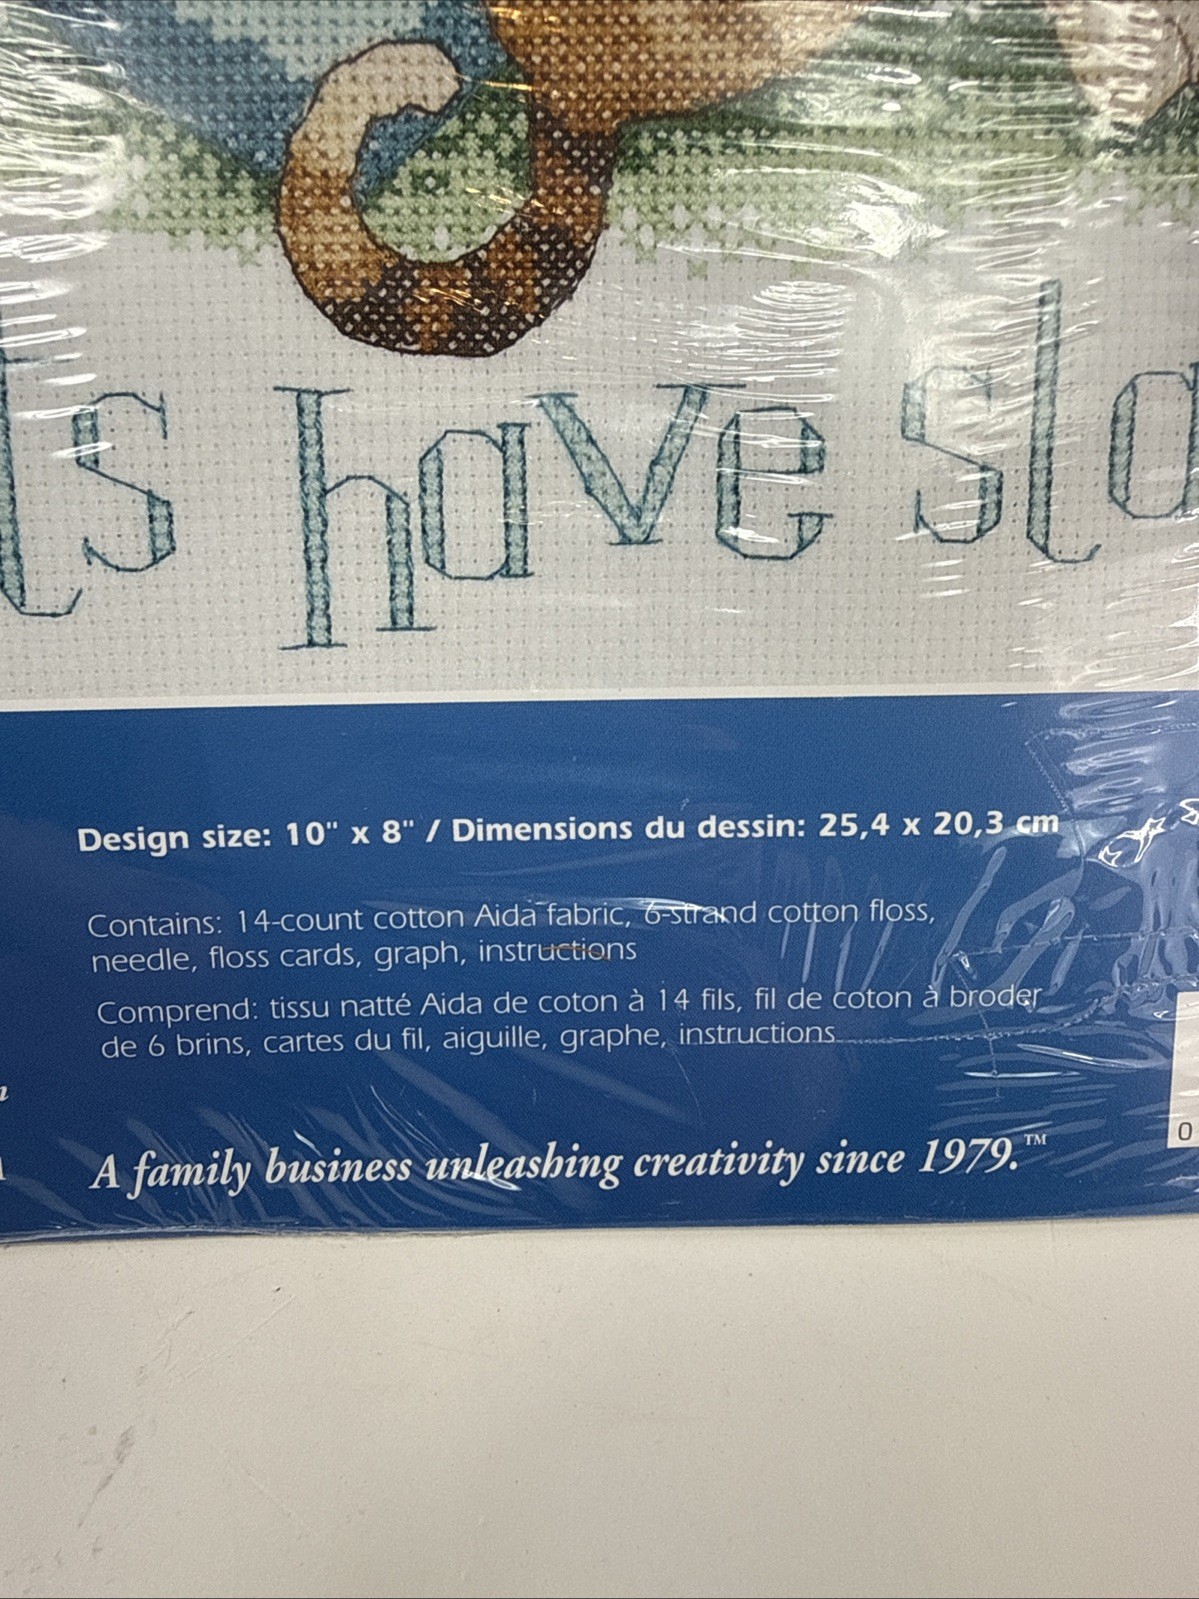 have
Design size: 10" x 8" / Dimensions du dessin: 25,4 x 20,3 cm
Contains: 14-count cotton Aida fabric, 6-strand cotton floss,
needle, floss cards, graph, instructions
Comprend: tissu natté Aida de coton à 14 fils, fil de coton à broder
de 6 brins, cartes du fil, aiguille, graphe, instructions
A family business unleashing creativity since 1979.™
0